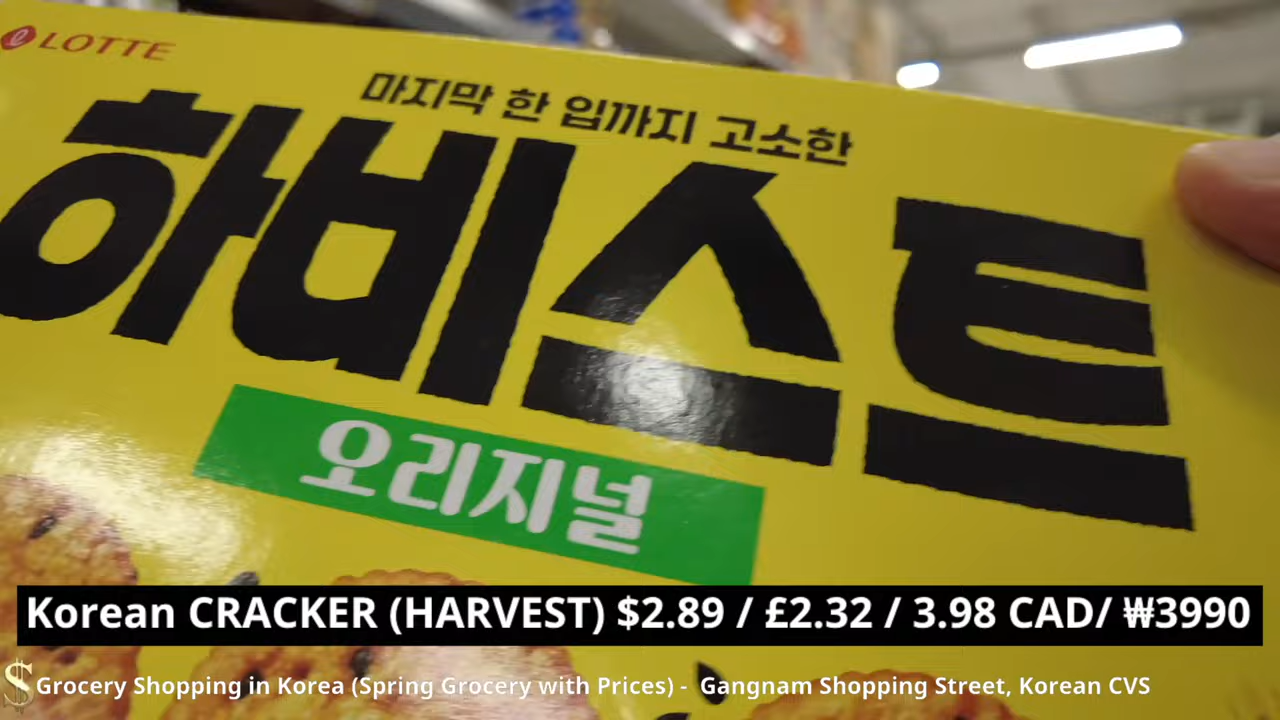 LOTTE
마지막 한 입까지 고소한
하비스트
오리지널
Korean CRACKER (HARVEST) $2.89 / £2.32 / 3.98 CAD/ ₩3990
Grocery Shopping in Korea (Spring Grocery with Prices) - Gangnam Shopping Street, Korean CVS